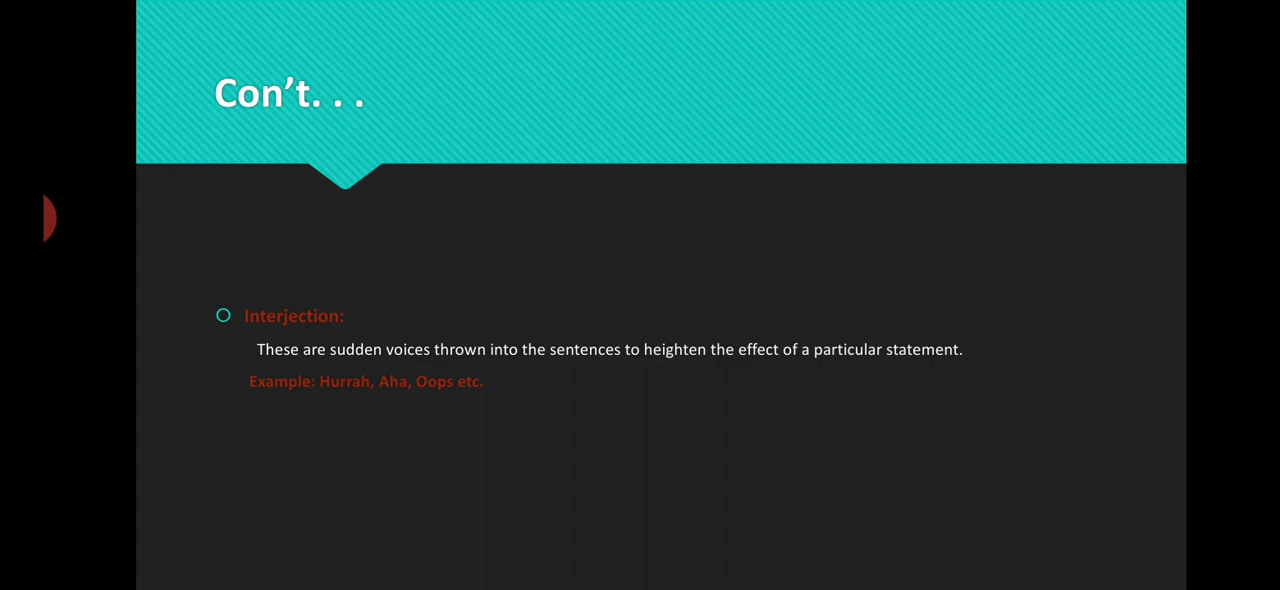 Con’t. . .
Interjection:
These are sudden voices thrown into the sentences to heighten the effect of a particular statement.
Example: Hurrah, Aha, Oops etc.